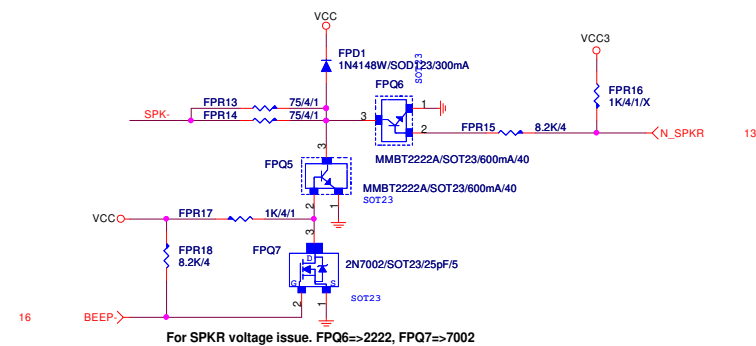 VCC
FPD1
1N4148W/SOD123/300mA
SOT23
VCC3
FPQ6
FPR16
1K/4/1/X
FPR13
75/4/1
SPK-
FPR14
75/4/1
3
1
2
FPR15
8.2K/4
N_SPKR
13
MMBT2222A/SOT23/600mA/40
3
FPQ5
MMBT2222A/SOT23/600mA/40
SOT23
2
1
VCC
FPR17
1K/4/1
3
FPR18
8.2K/4
FPQ7
D
G
S
2N7002/SOT23/25pF/5
SOT23
2
1
16
BEEP-
For SPKR voltage issue. FPQ6=>2222, FPQ7=>7002